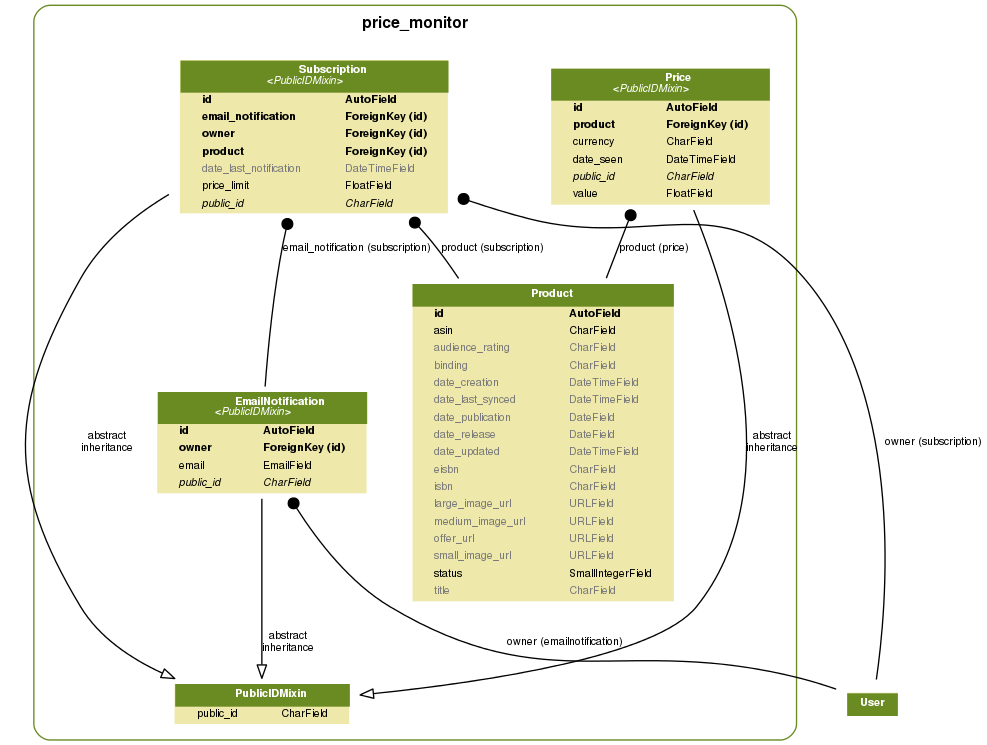 price_monitor
Subscription
<PublicIDMixin>
id AutoField
email_notification ForeignKey (id)
owner ForeignKey (id)
product ForeignKey (id)
date_last_notification DateTimeField
price_limit FloatField
public_id CharField
Price
<PublicIDMixin>
id AutoField
product ForeignKey (id)
currency CharField
date_seen DateTimeField
public_id CharField
value FloatField
email_notification (subscription)
product (subscription)
product (price)
Product
id AutoField
asin CharField
audience_rating CharField
binding CharField
date_creation DateTimeField
date_last_synced DateTimeField
date_publication DateField
date_release DateField
date_updated DateTimeField
eisbn CharField
isbn CharField
large_image_url URLField
medium_image_url URLField
offer_url URLField
small_image_url URLField
status SmallIntegerField
title CharField
EmailNotification
<PublicIDMixin>
id AutoField
owner ForeignKey (id)
email EmailField
public_id CharField
abstract
inheritance
abstract
inheritance
owner (subscription)
abstract
inheritance
owner (emailnotification)
PublicIDMixin
public_id CharField
User